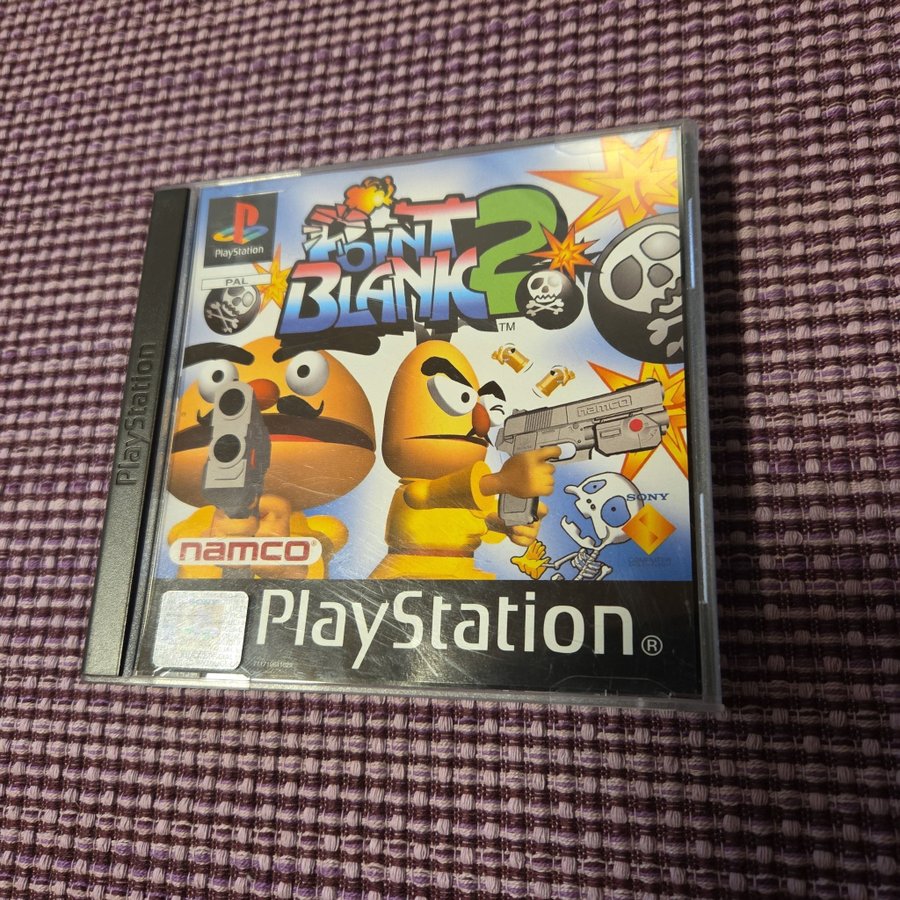 PlayStation
PlayStation
PAL
POINT
BLANK 2
TM
namco
SONY
namco®
PlayStation®